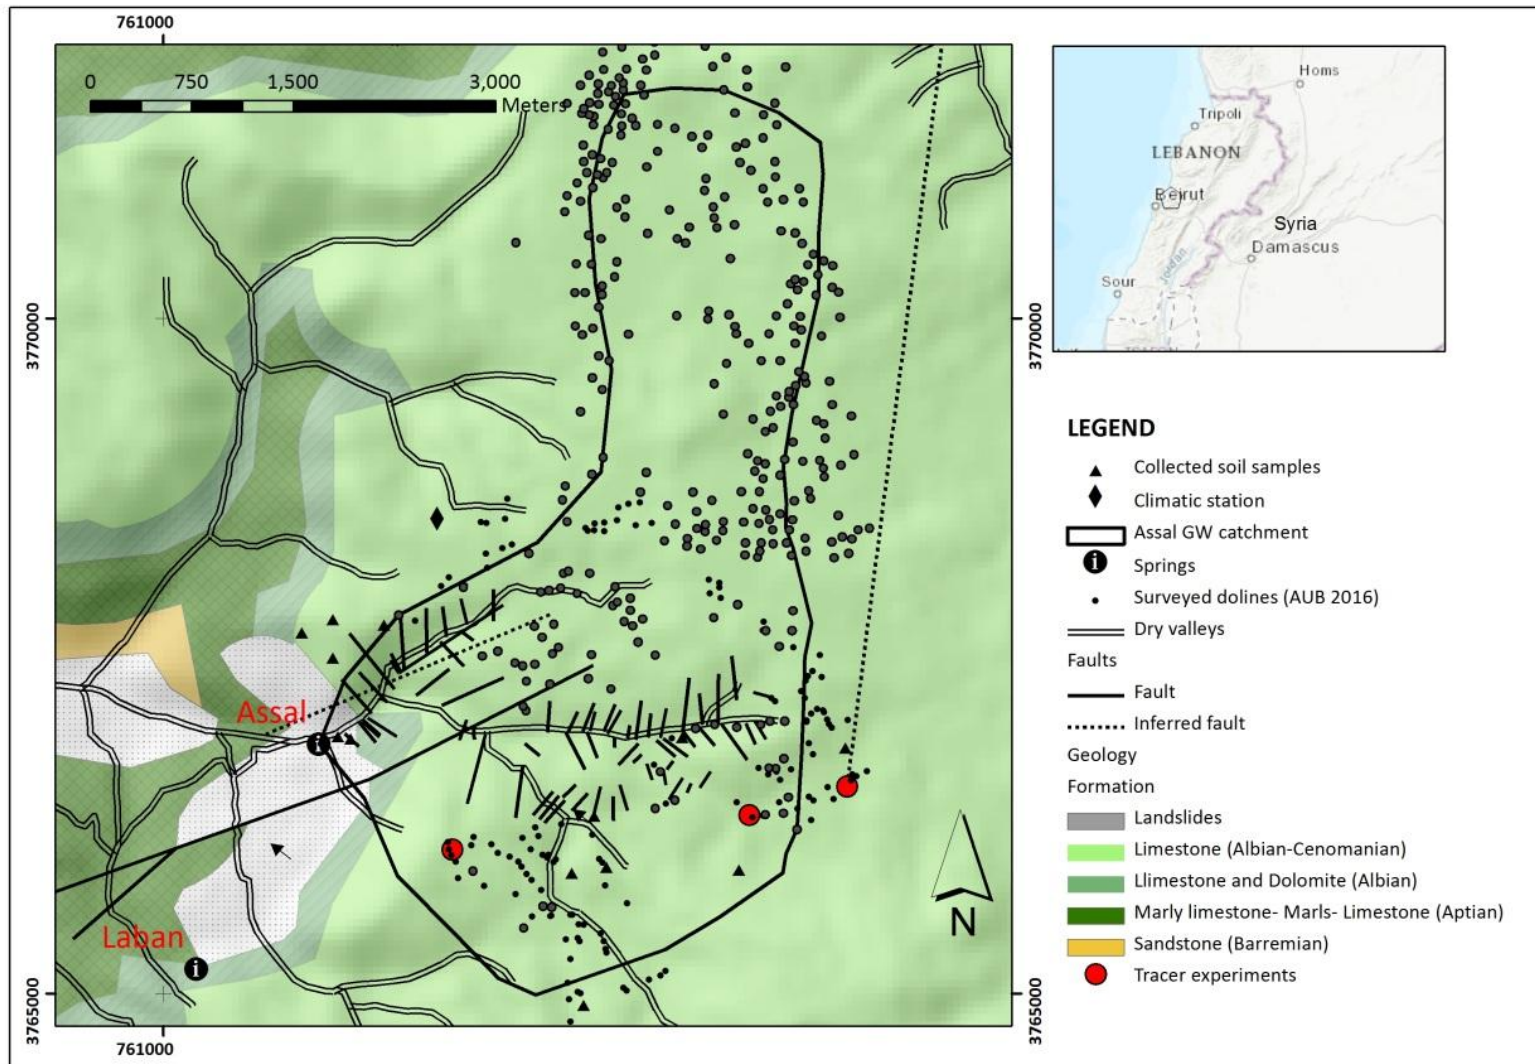 761000
0 750 1,500 3,000
Meters
3770000
3770000
3765000
3765000
761000
Assal
Laban
N
Homs
Tripoli
LEBANON
Beirut
Syria
Damascus
Jordan
Sour
LEGEND
Collected soil samples
Climatic station
Assal GW catchment
Springs
Surveyed dolines (AUB 2016)
Dry valleys
Faults
Fault
Inferred fault
Geology
Formation
Landslides
Limestone (Albian-Cenomanian)
Llimestone and Dolomite (Albian)
Marly limestone- Marls- Limestone (Aptian)
Sandstone (Barremian)
Tracer experiments